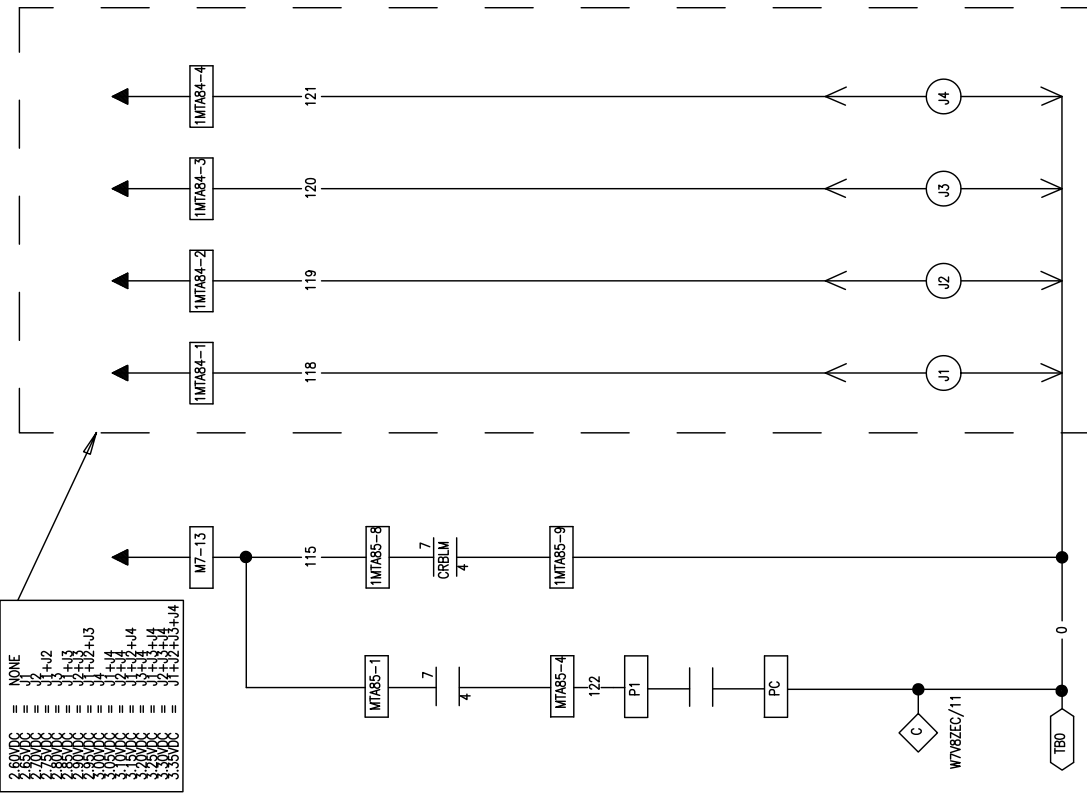 1MTA84-4
121
J4
1MTA84-3
120
J3
1MTA84-2
119
J2
1MTA84-1
118
J1
M7-13
115
1MTA85-8
7
CRBLM
4
1MTA85-9
2.60VDC = NONE
2.65VDC = J1
2.70VDC = J2
2.75VDC = J1+J2
2.80VDC = J3
2.85VDC = J1+J3
2.90VDC = J2+J3
2.95VDC = J1+J2+J3
3.00VDC = J4
3.05VDC = J1+J4
3.10VDC = J2+J4
3.15VDC = J1+J2+J4
3.20VDC = J3+J4
3.25VDC = J1+J3+J4
3.30VDC = J2+J3+J4
3.35VDC = J1+J2+J3+J4
MTA85-1
7
4
MTA85-4
122
P1
PC
C
W7V8ZEC/11
0
TB0